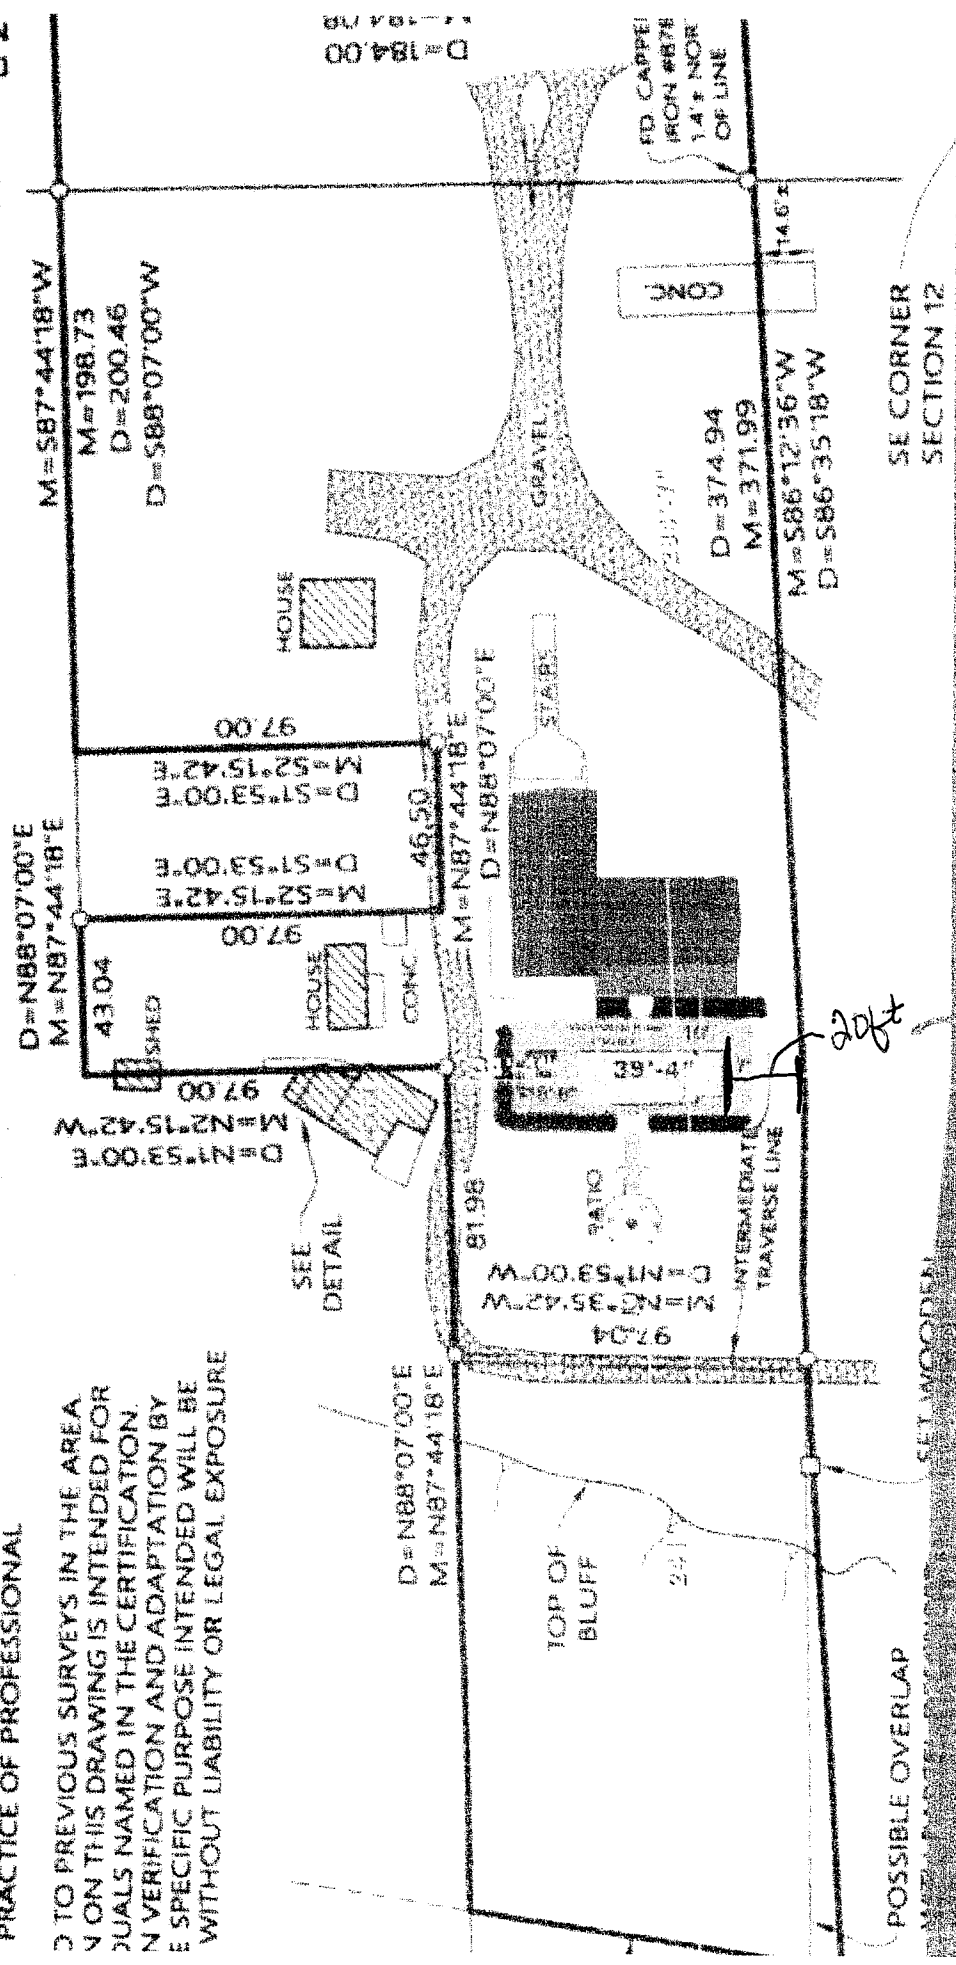 D=184.00
M=184.08
FD. CAPPE
IRON #878
1.4'± NOR
OF LINE
M=S87°44'18"W
M=198.73
D=200.46
D=S88°07'00"W
14.6'±
CONC.
GRAVEL
SE CORNER
SECTION 12
D=374.94
M=371.99
M=S86°12'36"W
D=S86°35'18"W
HOUSE
97.00
M=S2°15'42"E
D=S1°53'00"E
46.50
M=N87°44'18"E
D=N88°07'00"E
STAIRS
D=S1°53'00"E
M=S2°15'42"E
97.00
D=N88°07'00"E
M=N87°44'18"E
43.04
SHED
HOUSE
CONC
97.00
M=N2°15'42"W
D=N1°53'00"E
SEE
DETAIL
39'-4"
20ft
81.98
PATIO
INTERMEDIATE
TRAVERSE LINE
D=N1°53'00"W
97.04
D=N88°07'00"E
M=N87°44'18"E
TOP OF
BLUFF
SET WOODEN
POSSIBLE OVERLAP
PRACTICE OF PROFESSIONAL
TO PREVIOUS SURVEYS IN THE AREA
ON THIS DRAWING IS INTENDED FOR
UALS NAMED IN THE CERTIFICATION.
N VERIFICATION AND ADAPTATION BY
E SPECIFIC PURPOSE INTENDED WILL BE
WITHOUT LIABILITY OR LEGAL EXPOSURE